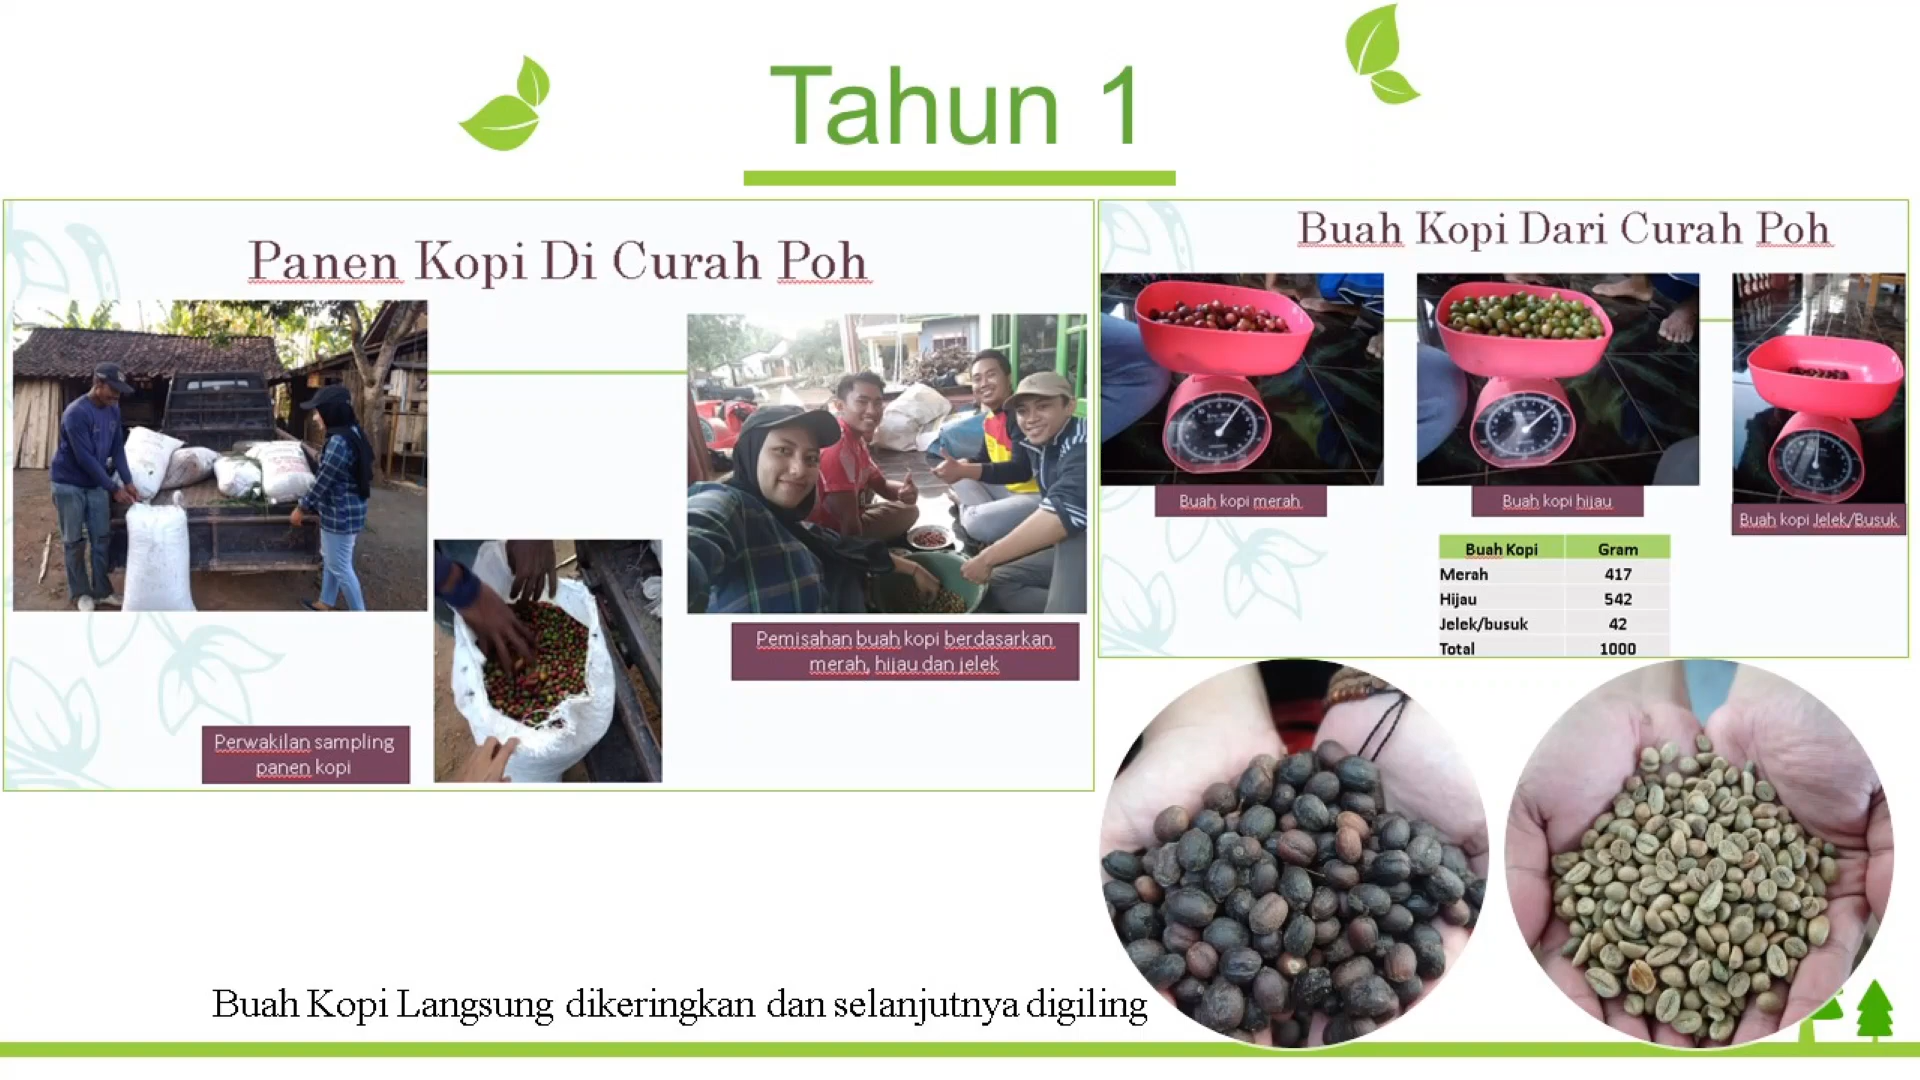 Tahun 1
Panen Kopi Di Curah Poh
Perwakilan sampling
panen kopi
Pemisahan buah kopi berdasarkan
merah, hijau dan jelek
Buah Kopi Dari Curah Poh
Buah kopi merah
Buah kopi hijau
Buah kopi Jelek/Busuk
Buah Kopi Gram
Merah 417
Hijau 542
Jelek/busuk 42
Total 1000
Buah Kopi Langsung dikeringkan dan selanjutnya digiling